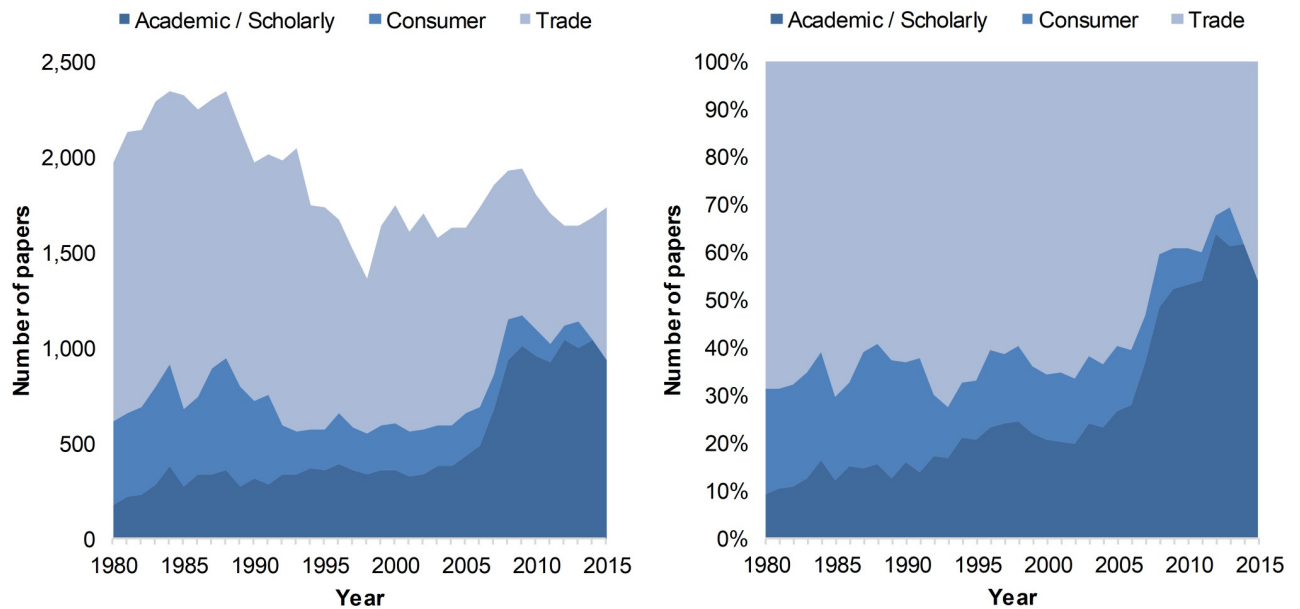 Academic / Scholarly Consumer Trade
Number of papers
2,500
2,000
1,500
1,000
500
0
1980 1985 1990 1995 2000 2005 2010 2015
Year
Academic / Scholarly Consumer Trade
Number of papers
100%
90%
80%
70%
60%
50%
40%
30%
20%
10%
0%
1980 1985 1990 1995 2000 2005 2010 2015
Year